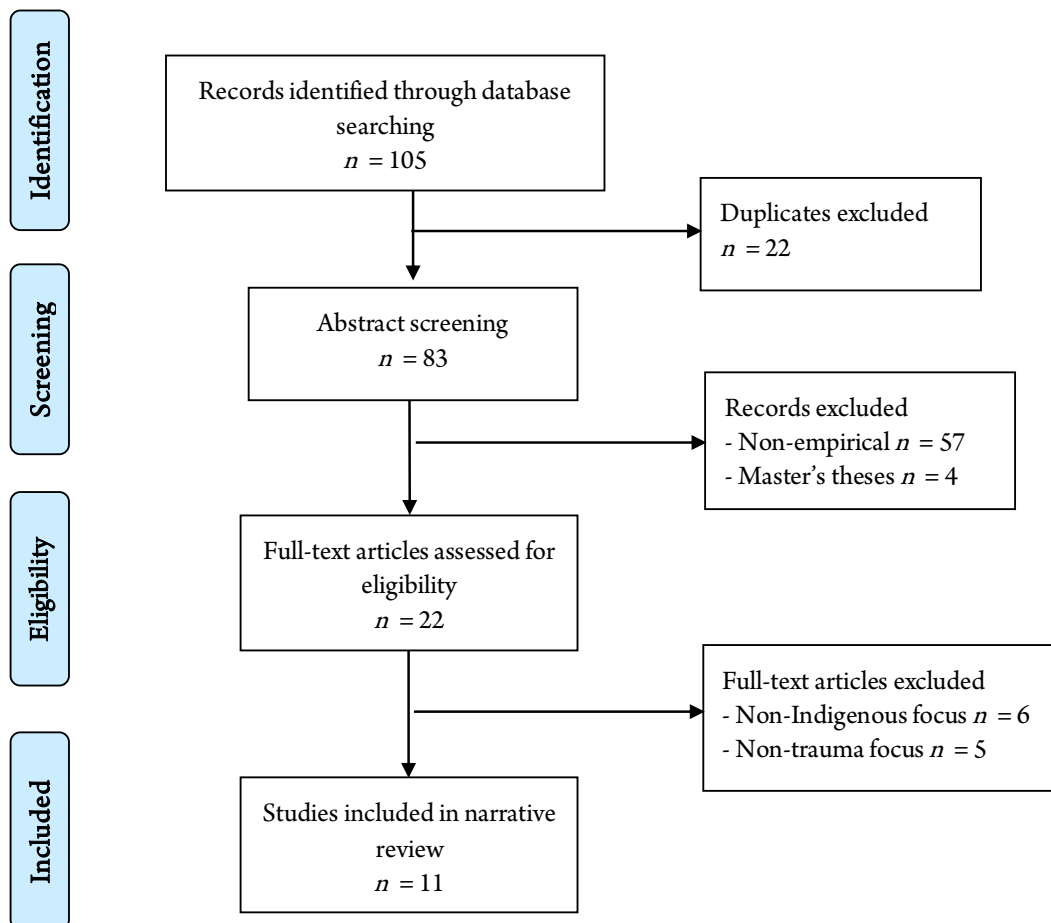 Identification
Records identified through database
searching
n = 105
Duplicates excluded
n = 22
Screening
Abstract screening
n = 83
Records excluded
- Non-empirical n = 57
- Master’s theses n = 4
Eligibility
Full-text articles assessed for
eligibility
n = 22
Full-text articles excluded
- Non-Indigenous focus n = 6
- Non-trauma focus n = 5
Included
Studies included in narrative
review
n = 11